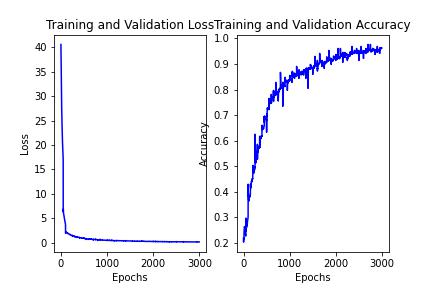 Training and Validation Loss
40
35
30
25
20
15
10
5
0
Loss
0 1000 2000 3000
Epochs
Training and Validation Accuracy
1.0
0.9
0.8
0.7
0.6
0.5
0.4
0.3
0.2
Accuracy
0 1000 2000 3000
Epochs